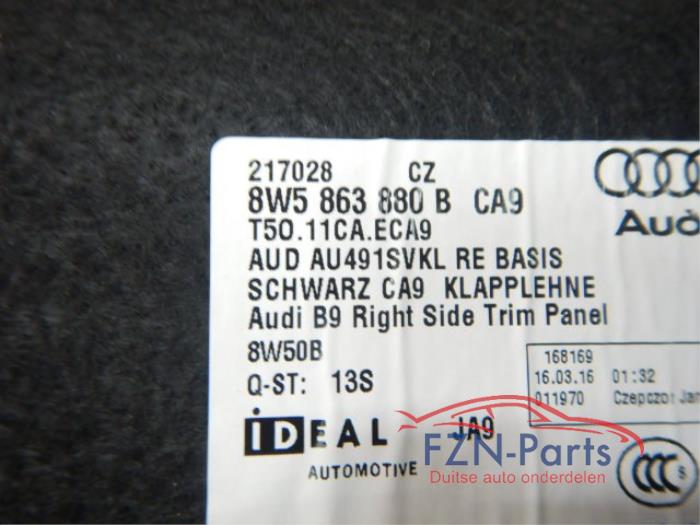 217028 CZ
8W5 863 880 B CA9
T50.11CA.ECA9
AUD AU491SVKL RE BASIS
SCHWARZ CA9 KLAPPLEHNE
Audi B9 Right Side Trim Panel
8W50B
Q-ST: 13S
168169
16.03.16 01:32
011970 Czepczor Jan
IDEAL
AUTOMOTIVE
JA9
Aud
CCC S
FZN-Parts
Duitse auto onderdelen